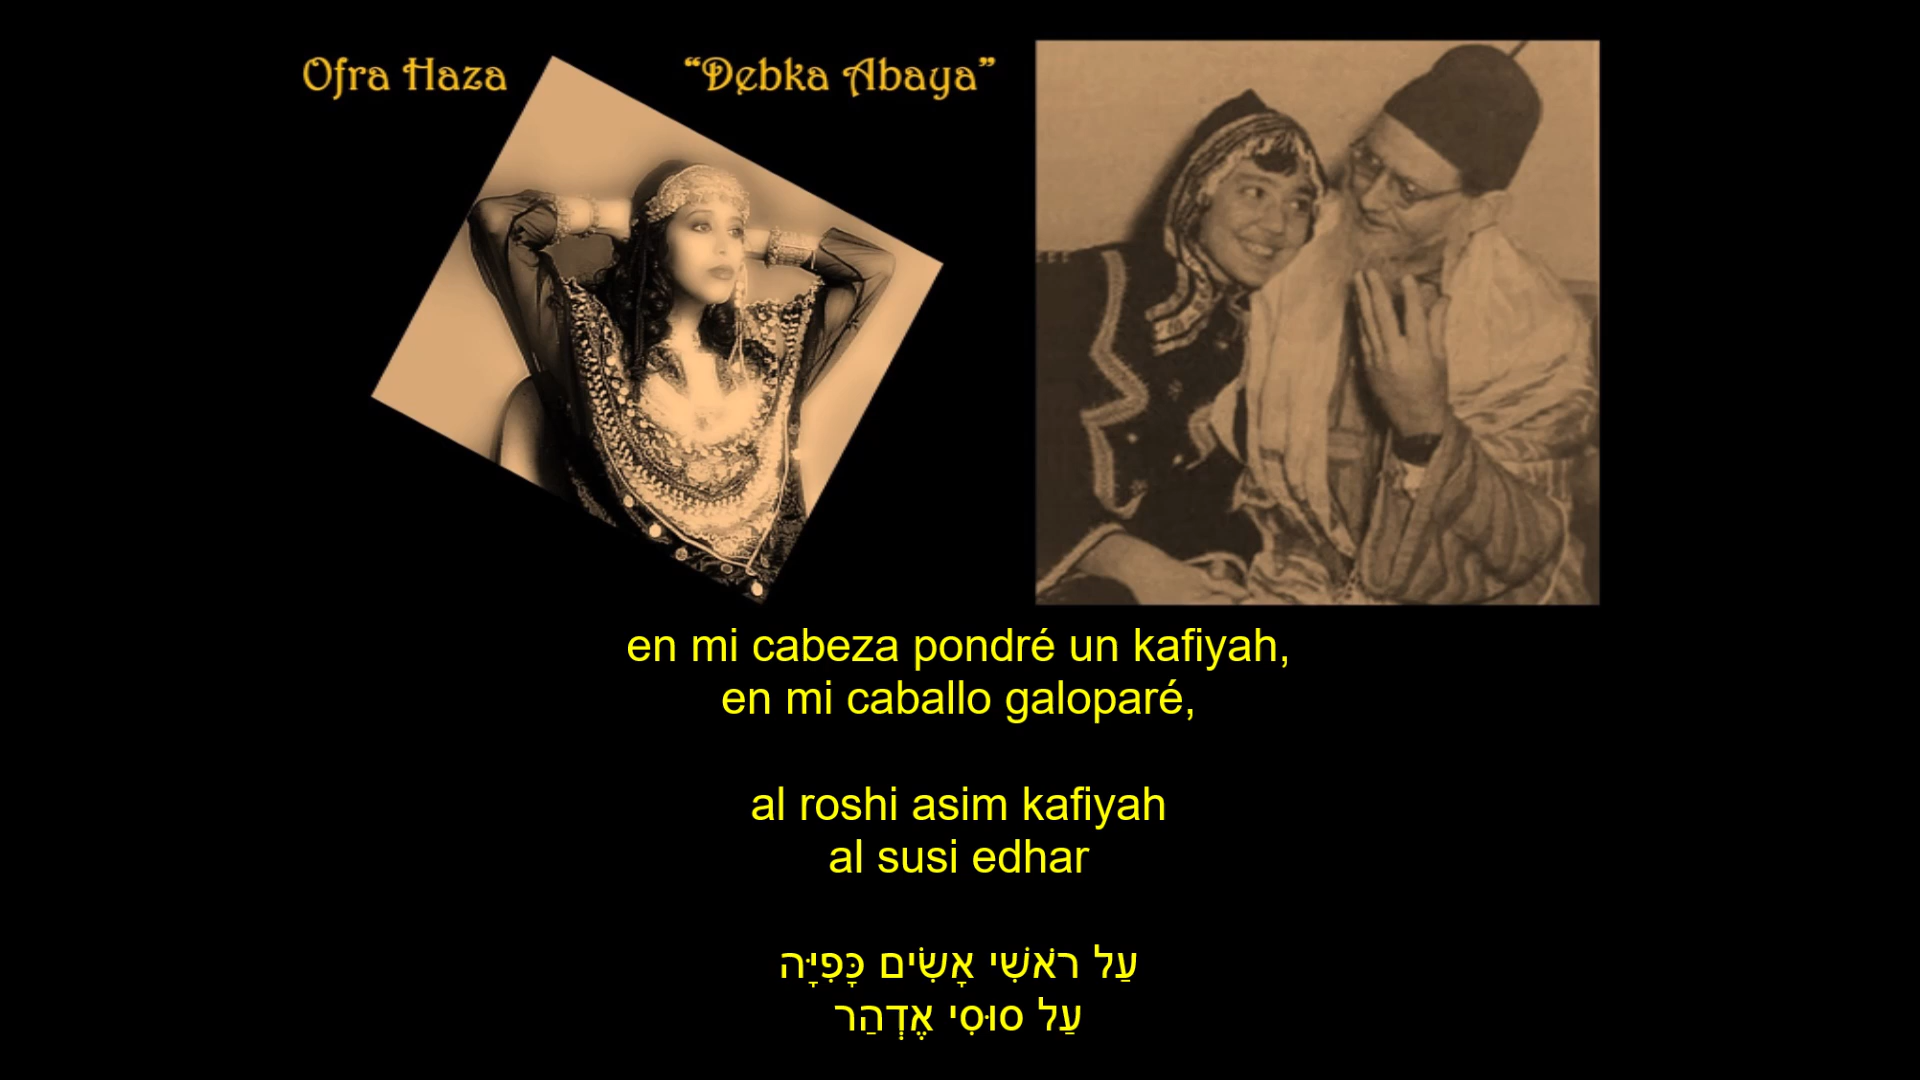 Ofra Haza
“Debka Abaya”
en mi cabeza pondré un kafiyah,
en mi caballo galoparé,
al roshi asim kafiyah
al susi edhar
עַל רֹאשִׁי אָשִׂים כָּפִיָּה
עַל סוּסִי אֶדְהַר